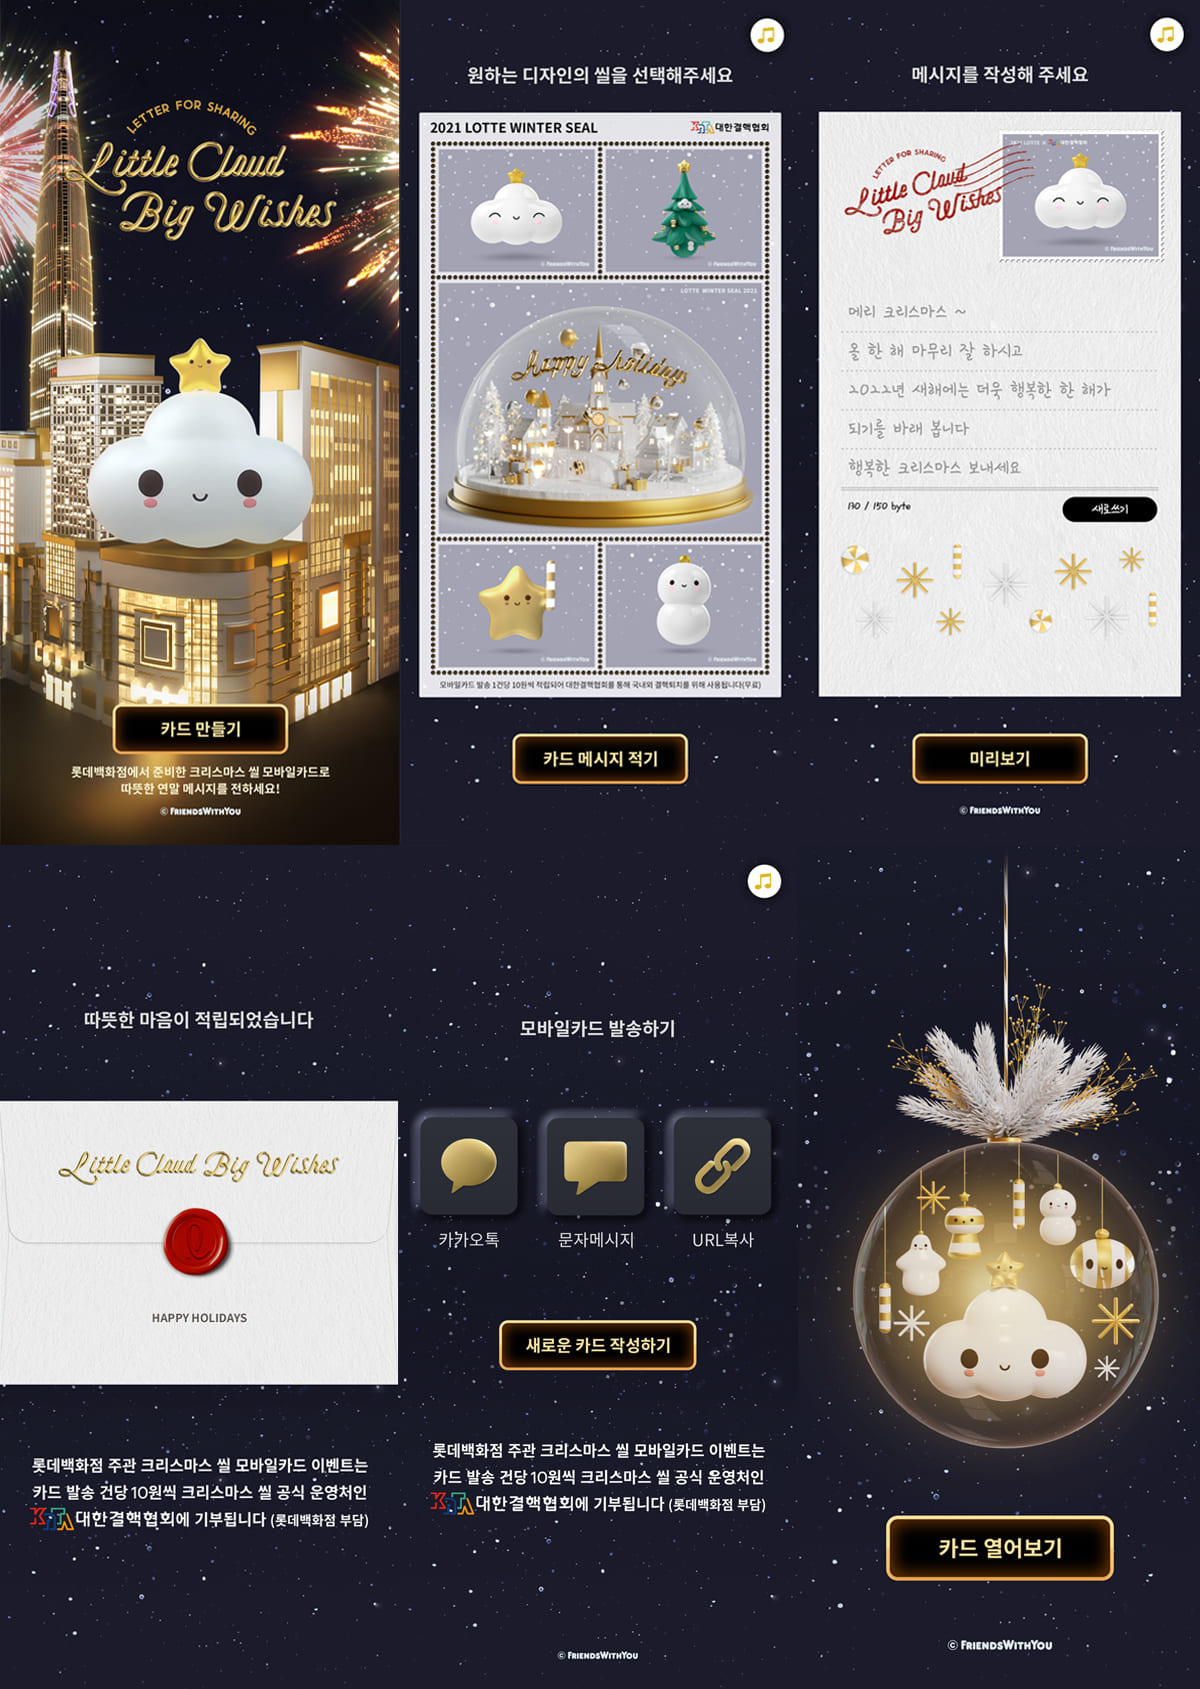 LETTER FOR SHARING
Little Cloud
Big Wishes
카드 만들기
롯데백화점에서 준비한 크리스마스 씰 모바일카드로
따뜻한 연말 메시지를 전하세요!
© FRIENDSWITHYOU
원하는 디자인의 씰을 선택해주세요
2021 LOTTE WINTER SEAL
KNTA 대한결핵협회
© FRIENDSWITHYOU
© FRIENDSWITHYOU
LOTTE WINTER SEAL 2021
happy holidays
© FRIENDSWITHYOU
© FRIENDSWITHYOU
모바일카드 발송 1건당 10원씩 적립되어 대한결핵협회를 통해 국내외 결핵퇴치를 위해 사용됩니다(무료)
카드 메시지 적기
메시지를 작성해 주세요
LETTER FOR SHARING
Little Cloud
Big Wishes
2021 LOTTE X 대한결핵협회
© FRIENDSWITHYOU
메리 크리스마스 ~
올 한 해 마무리 잘 하시고
2022년 새해에는 더욱 행복한 한 해가
되기를 바래 봅니다
행복한 크리스마스 보내세요
130 / 150 byte
새로쓰기
미리보기
© FRIENDSWITHYOU
따뜻한 마음이 적립되었습니다
Little Cloud Big Wishes
HAPPY HOLIDAYS
롯데백화점 주관 크리스마스 씰 모바일카드 이벤트는
카드 발송 건당 10원씩 크리스마스 씰 공식 운영처인
KNTA 대한결핵협회에 기부됩니다 (롯데백화점 부담)
모바일카드 발송하기
카카오톡
문자메시지
URL복사
새로운 카드 작성하기
롯데백화점 주관 크리스마스 씰 모바일카드 이벤트는
카드 발송 건당 10원씩 크리스마스 씰 공식 운영처인
KNTA 대한결핵협회에 기부됩니다 (롯데백화점 부담)
© FRIENDSWITHYOU
카드 열어보기
© FRIENDSWITHYOU